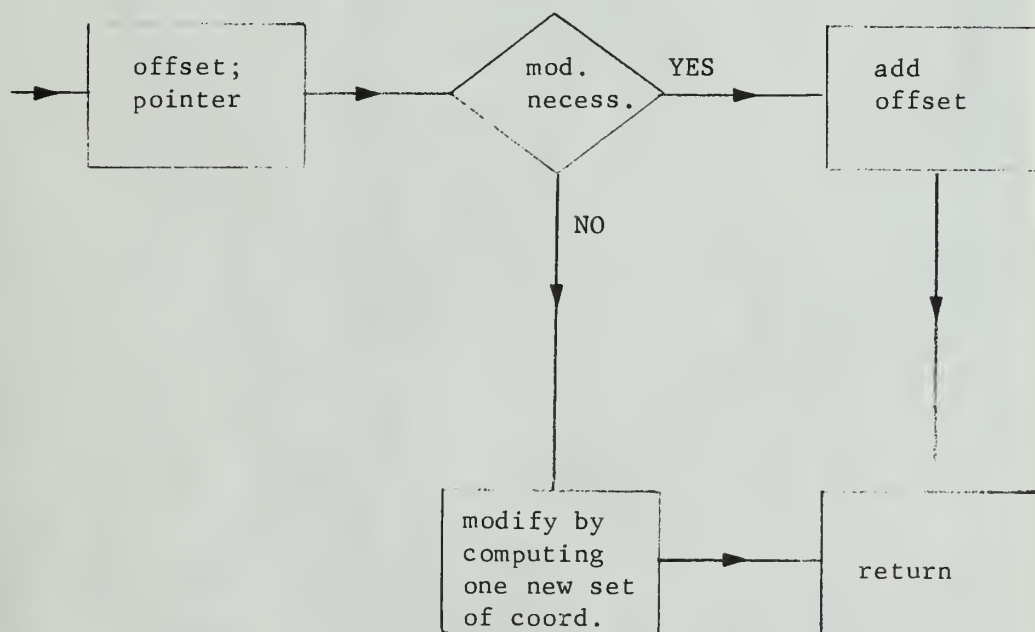 offset;
pointer
mod.
necess.
YES
add
offset
NO
modify by
computing
one new set
of coord.
return